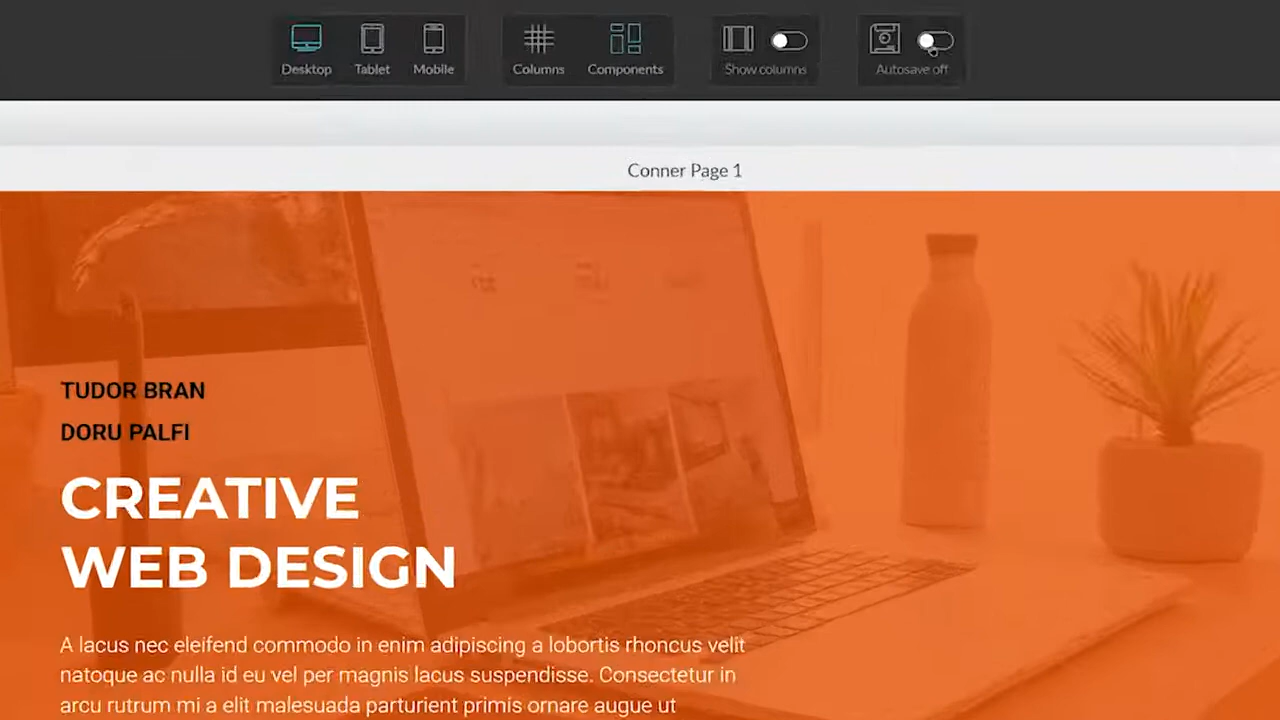 Desktop Tablet Mobile Columns Components Show columns Autosave off
Conner Page 1
TUDOR BRAN
DORU PALFI
CREATIVE
WEB DESIGN
A lacus nec eleifend commodo in enim adipiscing a lobortis rhoncus velit
natoque ac nulla id eu vel per magnis lacus suspendisse. Consectetur in
arcu rutrum mi a elit malesuada parturient primis ornare augue ut